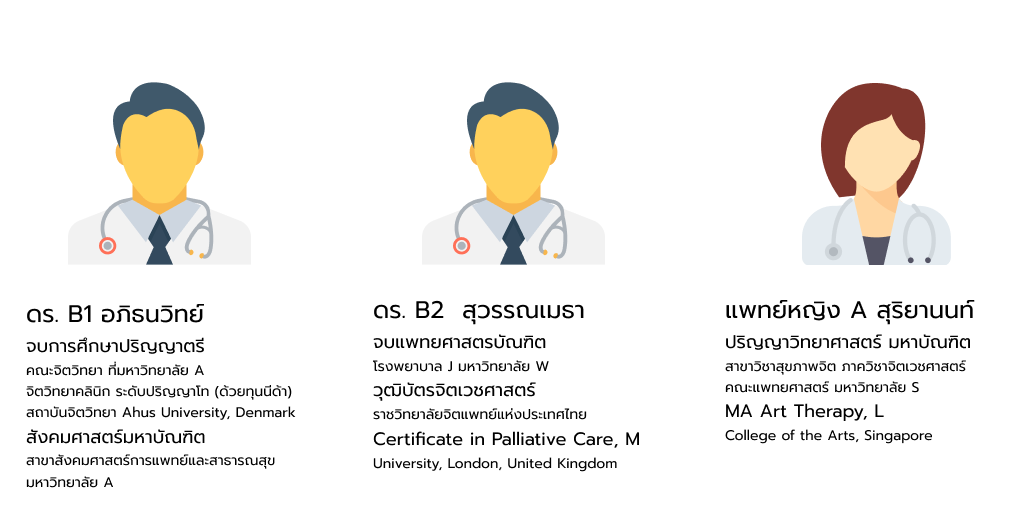 ดร. B1 อภิธนวิทย์
จบการศึกษาปริญญาตรี
คณะจิตวิทยา ที่มหาวิทยาลัย A
จิตวิทยาคลินิก ระดับปริญญาโท (ด้วยทุนนีด้า)
สถาบันจิตวิทยา Ahus University, Denmark
สังคมศาสตร์มหาบัณฑิต
สาขาสังคมศาสตร์การแพทย์และสาธารณสุข
มหาวิทยาลัย A
ดร. B2 สุวรรณเมธา
จบแพทยศาสตรบัณฑิต
โรงพยาบาล J มหาวิทยาลัย W
วุฒิบัตรจิตเวชศาสตร์
ราชวิทยาลัยจิตแพทย์แห่งประเทศไทย
Certificate in Palliative Care, M
University, London, United Kingdom
แพทย์หญิง A สุริยานนท์
ปริญญาวิทยาศาสตร์ มหาบัณฑิต
สาขาวิชาสุขภาพจิต ภาควิชาจิตเวชศาสตร์
คณะแพทยศาสตร์ มหาวิทยาลัย S
MA Art Therapy, L
College of the Arts, Singapore